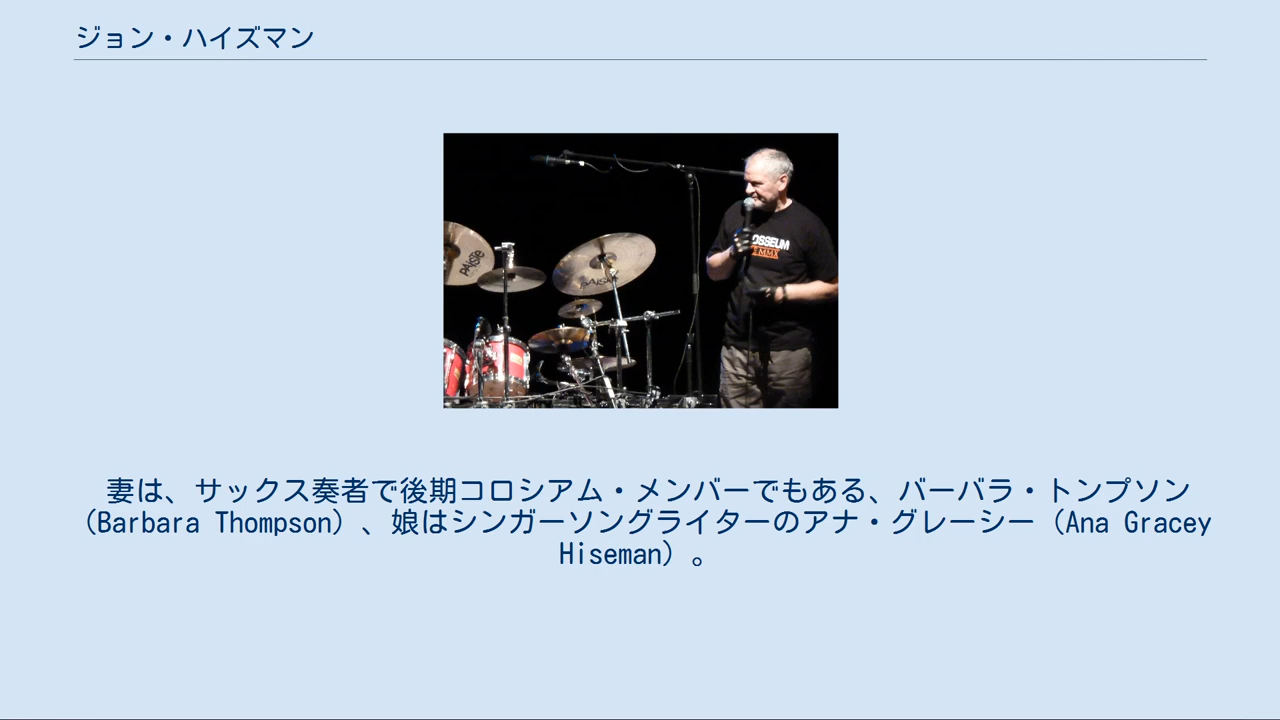 ジョン・ハイズマン
PAISTE
PAISTE
OSSEUM
MMX
妻は、サックス奏者で後期コロシアム・メンバーでもある、バーバラ・トンプソン
（Barbara Thompson）、娘はシンガーソングライターのアナ・グレーシー（Ana Gracey
Hiseman）。